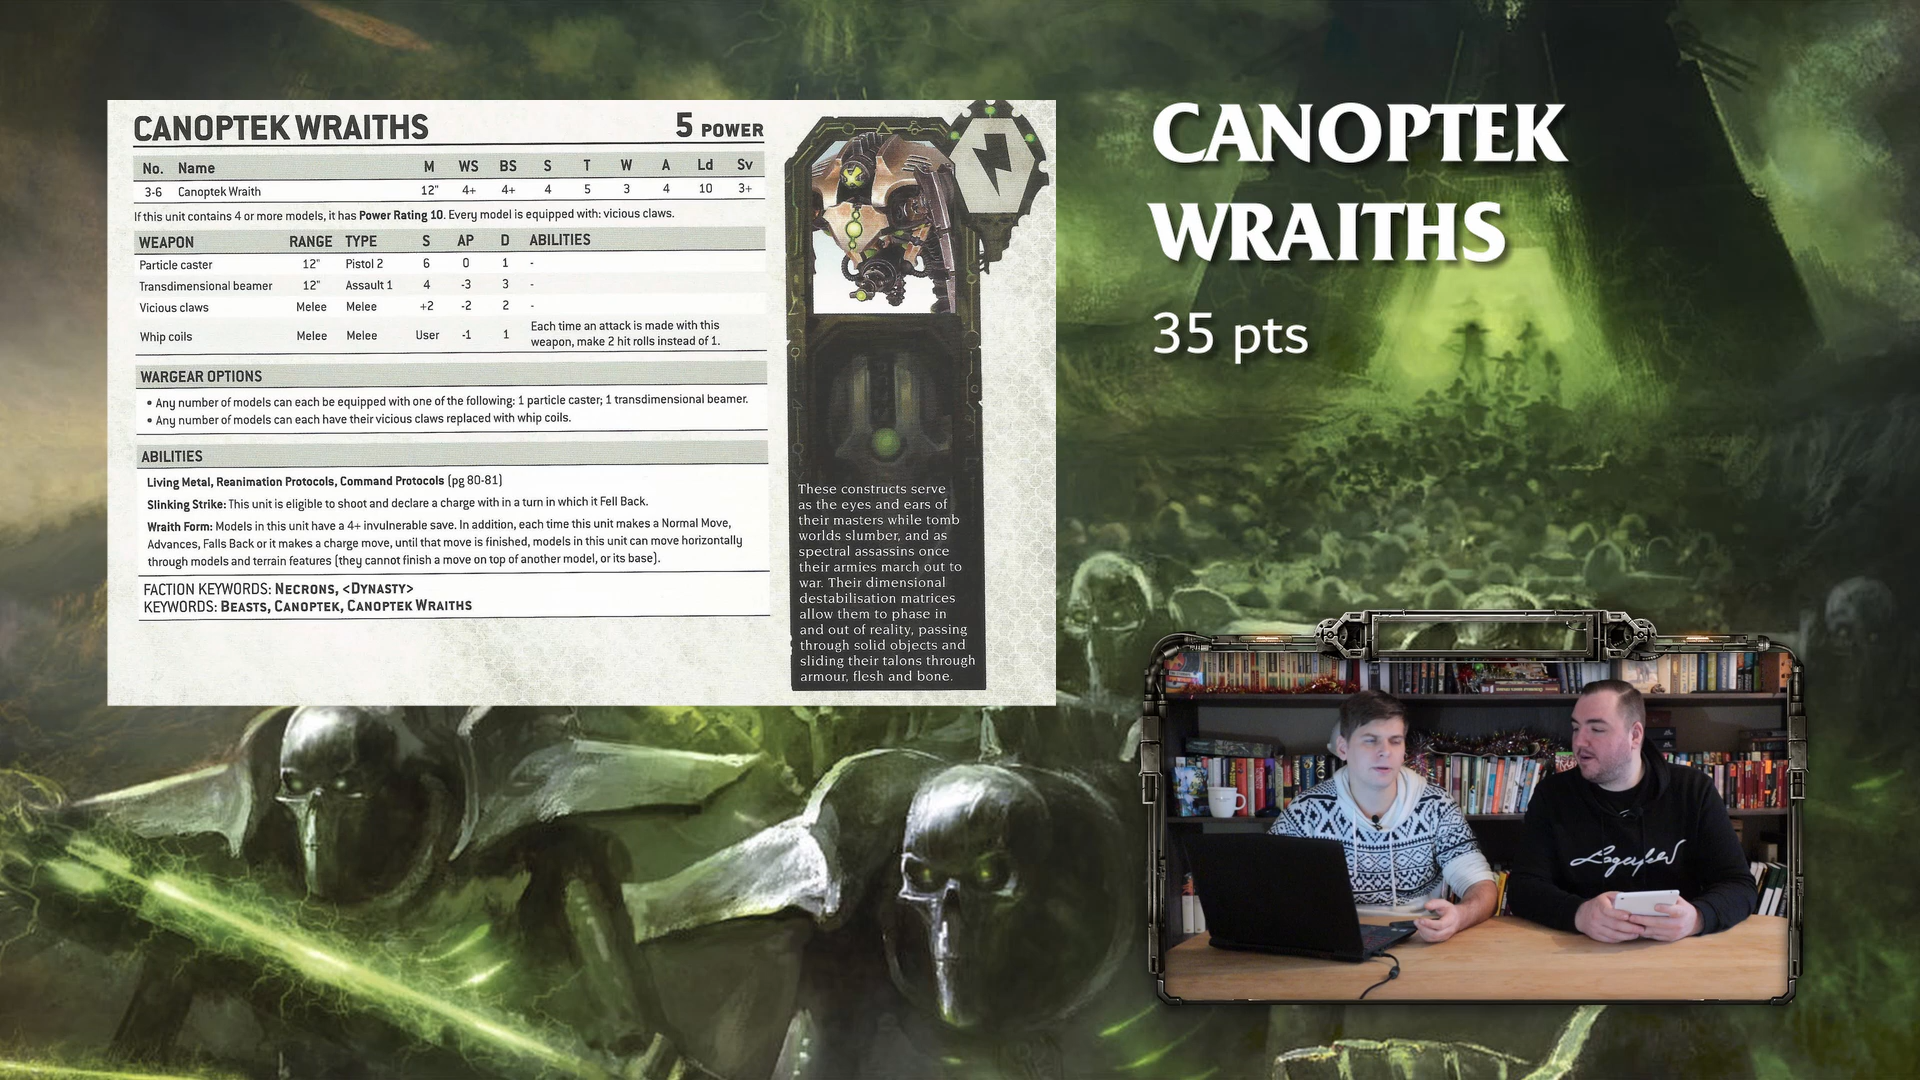 CANOPTEK WRAITHS 5 POWER
No. Name M WS BS S T W A Ld Sv
3-6 Canoptek Wraith 12" 4+ 4+ 4 5 3 4 10 3+
If this unit contains 4 or more models, it has Power Rating 10. Every model is equipped with: vicious claws.
WEAPON RANGE TYPE S AP D ABILITIES
Particle caster 12" Pistol 2 6 0 1 -
Transdimensional beamer 12" Assault 1 4 -3 3 -
Vicious claws Melee Melee +2 -2 2 -
Whip coils Melee Melee User -1 1 Each time an attack is made with this
weapon, make 2 hit rolls instead of 1.
WARGEAR OPTIONS
• Any number of models can each be equipped with one of the following: 1 particle caster; 1 transdimensional beamer.
• Any number of models can each have their vicious claws replaced with whip coils.
ABILITIES
Living Metal, Reanimation Protocols, Command Protocols (pg 80-81)
Slinking Strike: This unit is eligible to shoot and declare a charge with in a turn in which it Fell Back.
Wraith Form: Models in this unit have a 4+ invulnerable save. In addition, each time this unit makes a Normal Move,
Advances, Falls Back or it makes a charge move, until that move is finished, models in this unit can move horizontally
through models and terrain features (they cannot finish a move on top of another model, or its base).
FACTION KEYWORDS: NECRONS, <DYNASTY>
KEYWORDS: BEASTS, CANOPTEK, CANOPTEK WRAITHS
These constructs serve
as the eyes and ears of
their masters while tomb
worlds slumber, and as
spectral assassins once
their armies march out to
war. Their dimensional
destabilisation matrices
allow them to phase in
and out of reality, passing
through solid objects and
sliding their talons through
armour, flesh and bone.
CANOPTEK
WRAITHS
35 pts
Lagerfeld